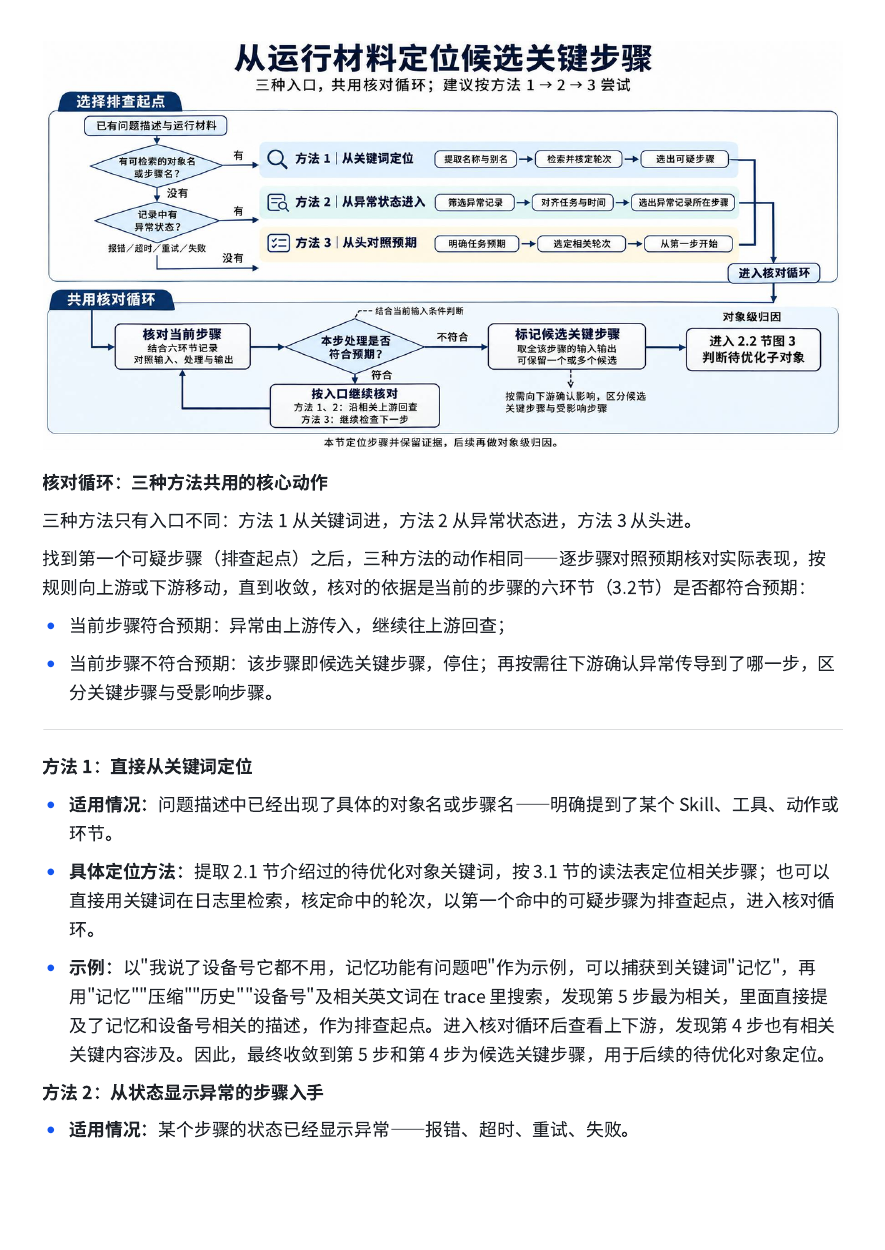 从运行材料定位候选关键步骤
三种入口，共用核对循环；建议按方法 1 → 2 → 3 尝试
选择排查起点
已有问题描述与运行材料
有可检索的对象名
或步骤名？
有
没有
方法 1 | 从关键词定位
提取名称与别名
检索并核定轮次
选出可疑步骤
记录中有
异常状态？
有
报错／超时／重试／失败
没有
方法 2 | 从异常状态进入
筛选异常记录
对齐任务与时间
选出异常记录所在步骤
方法 3 | 从头对照预期
明确任务预期
选定相关轮次
从第一步开始
进入核对循环
共用核对循环
核对当前步骤
结合六环节记录
对照输入、处理与输出
结合当前输入条件判断
本步处理是否
符合预期？
不符合
符合
标记候选关键步骤
取全该步骤的输入输出
可保留一个或多个候选
对象级归因
进入 2.2 节图 3
判断待优化子对象
按入口继续核对
方法 1、2：沿相关上游回查
方法 3：继续检查下一步
按需向下游确认影响，区分候选
关键步骤与受影响步骤
本节定位步骤并保留证据，后续再做对象级归因。
核对循环：三种方法共用的核心动作
三种方法只有入口不同：方法 1 从关键词进，方法 2 从异常状态进，方法 3 从头进。
找到第一个可疑步骤（排查起点）之后，三种方法的动作相同——逐步骤对照预期核对实际表现，按
规则向上游或下游移动，直到收敛，核对的依据是当前的步骤的六环节（3.2节）是否都符合预期：
• 当前步骤符合预期：异常由上游传入，继续往上游回查；
• 当前步骤不符合预期：该步骤即候选关键步骤，停住；再按需往下游确认异常传导到了哪一步，区
分关键步骤与受影响步骤。
方法 1：直接从关键词定位
• 适用情况：问题描述中已经出现了具体的对象名或步骤名——明确提到了某个 Skill、工具、动作或
环节。
• 具体定位方法：提取 2.1 节介绍过的待优化对象关键词，按 3.1 节的读法表定位相关步骤；也可以
直接用关键词在日志里检索，核定命中的轮次，以第一个命中的可疑步骤为排查起点，进入核对循
环。
• 示例：以"我说了设备号它都不用，记忆功能有问题吧"作为示例，可以捕获到关键词"记忆"，再
用"记忆""压缩""历史""设备号"及相关英文词在 trace 里搜索，发现第 5 步最为相关，里面直接提
及了记忆和设备号相关的描述，作为排查起点。进入核对循环后查看上下游，发现第 4 步也有相关
关键内容涉及。因此，最终收敛到第 5 步和第 4 步为候选关键步骤，用于后续的待优化对象定位。
方法 2：从状态显示异常的步骤入手
• 适用情况：某个步骤的状态已经显示异常——报错、超时、重试、失败。